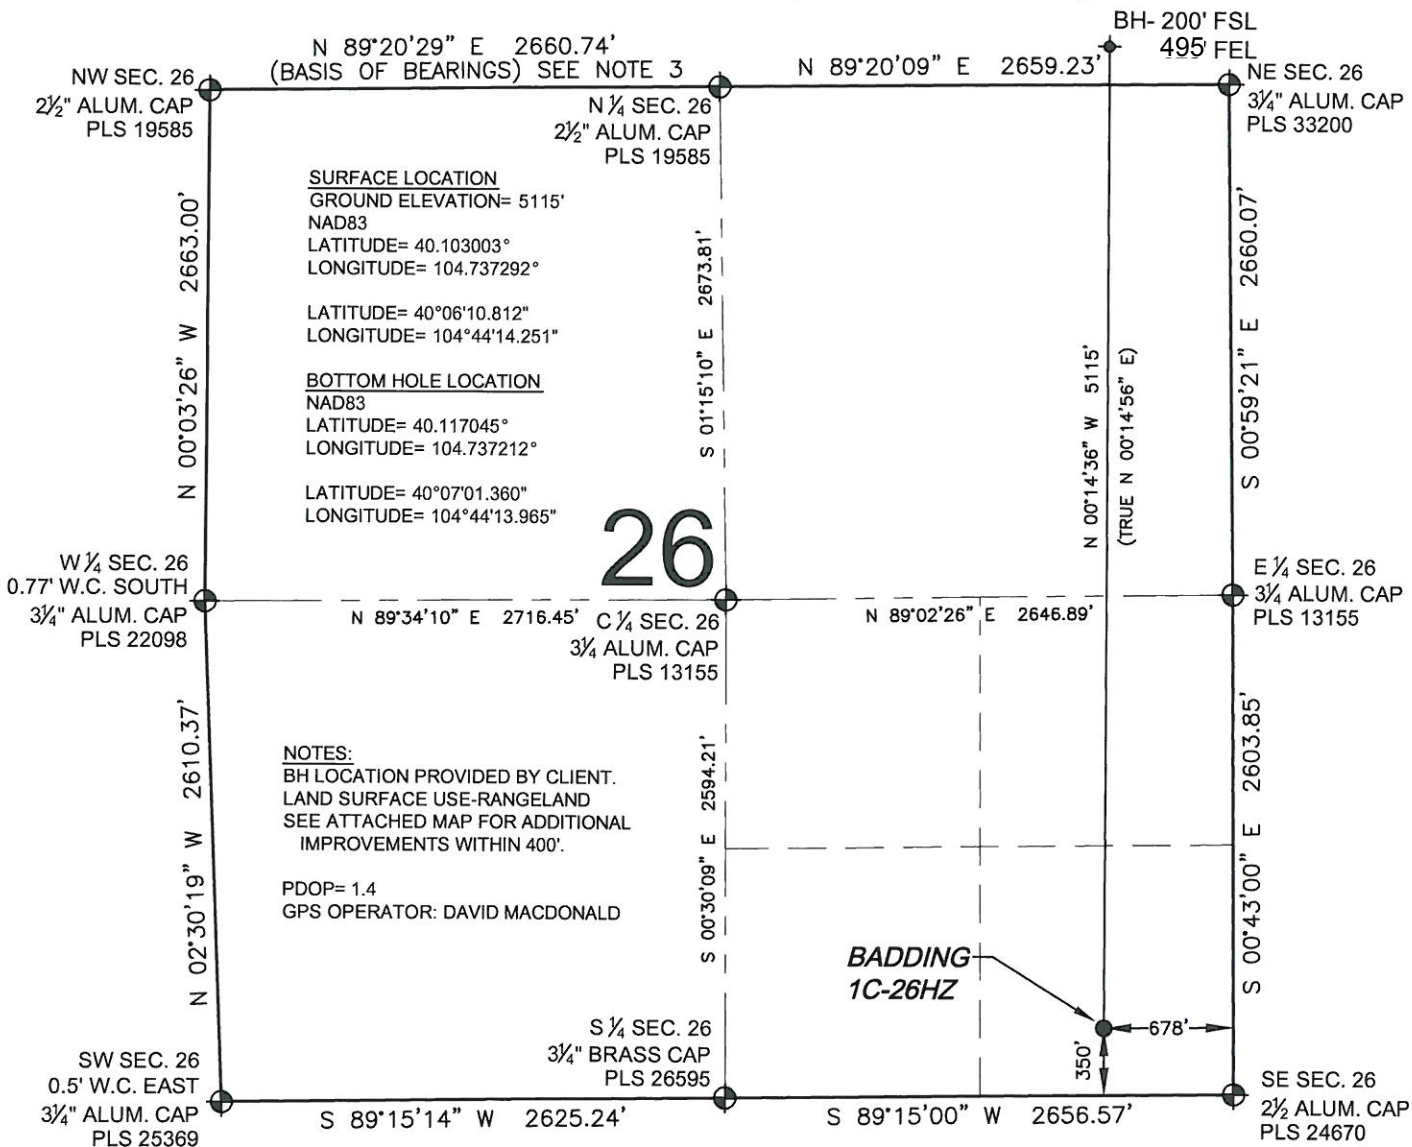 BH- 200' FSL
495' FEL
N 89°20'29" E 2660.74'
(BASIS OF BEARINGS) SEE NOTE 3
N 89°20'09" E 2659.23'
NW SEC. 26
2½" ALUM. CAP
PLS 19585
N ¼ SEC. 26
2½" ALUM. CAP
PLS 19585
NE SEC. 26
3¼" ALUM. CAP
PLS 33200
SURFACE LOCATION
GROUND ELEVATION= 5115'
NAD83
LATITUDE= 40.103003°
LONGITUDE= 104.737292°
LATITUDE= 40°06'10.812"
LONGITUDE= 104°44'14.251"
BOTTOM HOLE LOCATION
NAD83
LATITUDE= 40.117045°
LONGITUDE= 104.737212°
LATITUDE= 40°07'01.360"
LONGITUDE= 104°44'13.965"
N 00°03'26" W 2663.00'
S 01°15'10" E 2673.81'
N 00°14'36" W 5115'
(TRUE N 00°14'56" E)
S 00°59'21" E 2660.07'
26
W ¼ SEC. 26
0.77' W.C. SOUTH
3¼" ALUM. CAP
PLS 22098
N 89°34'10" E 2716.45'
C ¼ SEC. 26
3¼ ALUM. CAP
PLS 13155
N 89°02'26" E 2646.89'
E ¼ SEC. 26
3¼ ALUM. CAP
PLS 13155
N 02°30'19" W 2610.37'
NOTES:
BH LOCATION PROVIDED BY CLIENT.
LAND SURFACE USE-RANGELAND
SEE ATTACHED MAP FOR ADDITIONAL
IMPROVEMENTS WITHIN 400'.
PDOP= 1.4
GPS OPERATOR: DAVID MACDONALD
S 00°30'09" E 2594.21'
S 00°43'00" E 2603.85'
BADDING
1C-26HZ
678'
350'
SW SEC. 26
0.5' W.C. EAST
3¼" ALUM. CAP
PLS 25369
S ¼ SEC. 26
3¼" BRASS CAP
PLS 26595
SE SEC. 26
2½ ALUM. CAP
PLS 24670
S 89°15'14" W 2625.24'
S 89°15'00" W 2656.57'